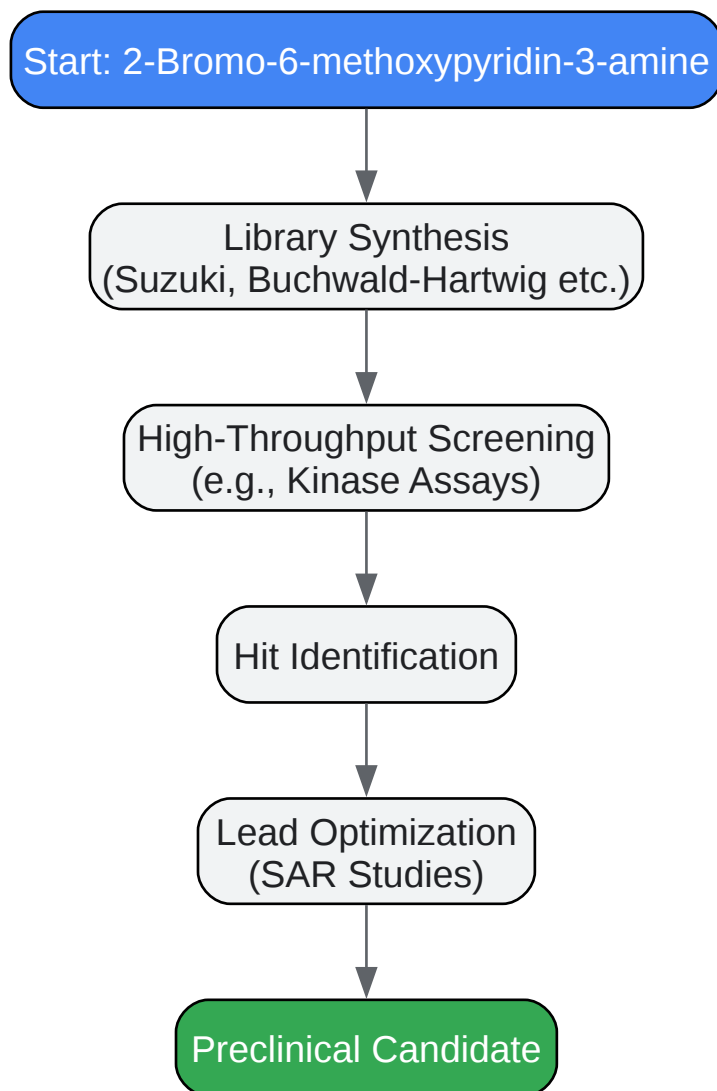 Start: 2-Bromo-6-methoxypyridin-3-amine
Library Synthesis
(Suzuki, Buchwald-Hartwig etc.)
High-Throughput Screening
(e.g., Kinase Assays)
Hit Identification
Lead Optimization
(SAR Studies)
Preclinical Candidate